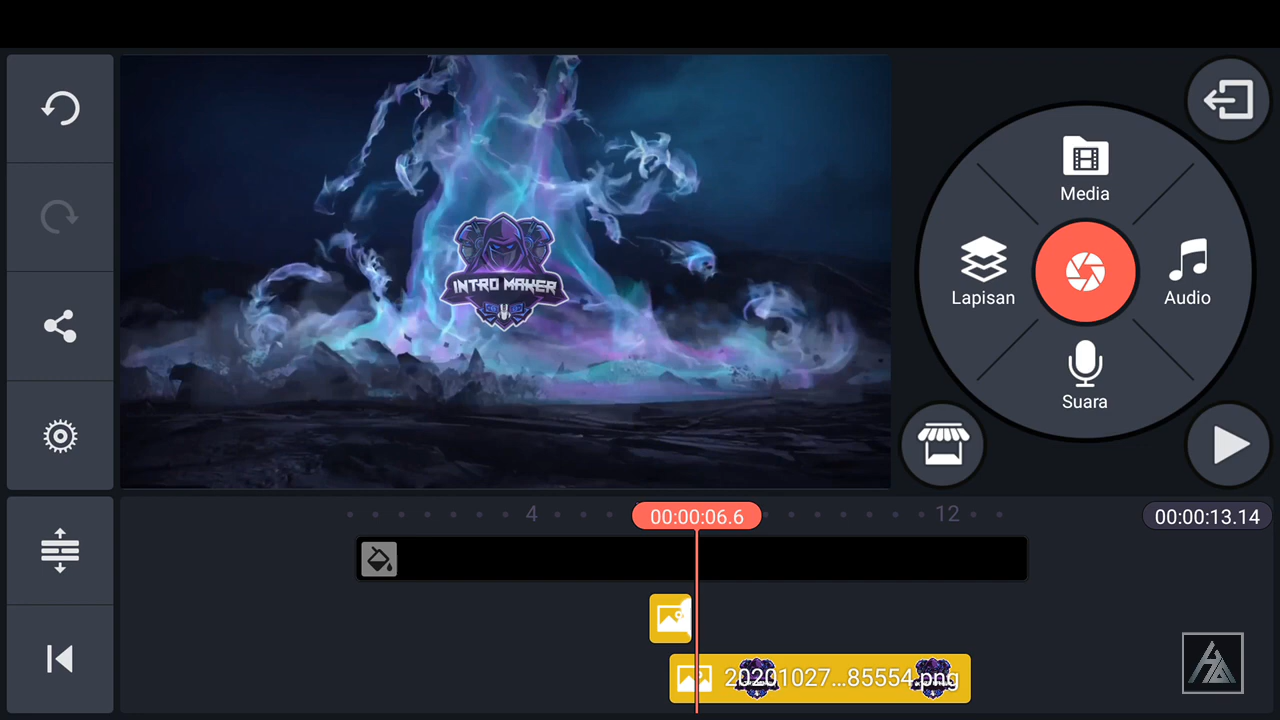 Media
Lapisan
Audio
Suara
INTRO MAKER
4
00:00:06.6
12
00:00:13.14
20201027...85554.png